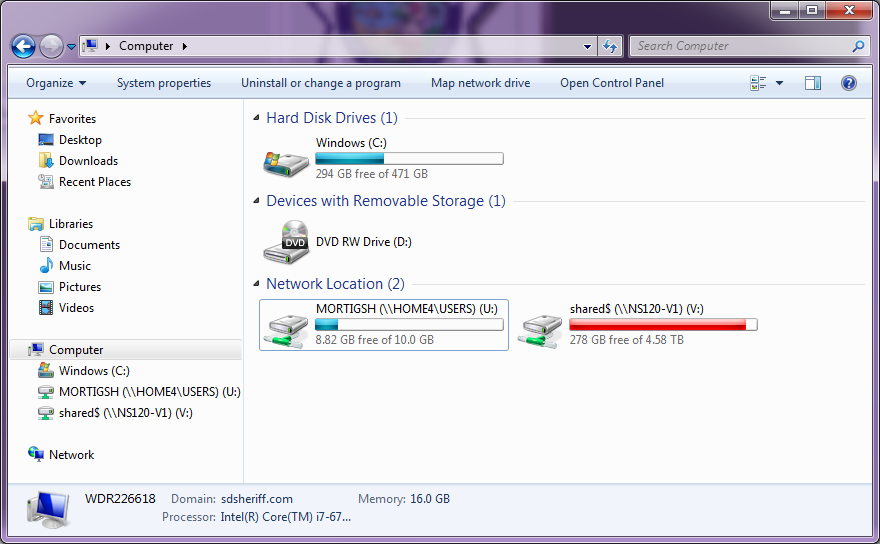 Computer
Search Computer
Organize
System properties
Uninstall or change a program
Map network drive
Open Control Panel
Favorites
Desktop
Downloads
Recent Places
Libraries
Documents
Music
Pictures
Videos
Computer
Windows (C:)
MORTIGSH (\\HOME4\USERS) (U:)
shared$ (\\NS120-V1) (V:)
Network
Hard Disk Drives (1)
Windows (C:)
294 GB free of 471 GB
Devices with Removable Storage (1)
DVD
DVD RW Drive (D:)
Network Location (2)
MORTIGSH (\\HOME4\USERS) (U:)
8.82 GB free of 10.0 GB
shared$ (\\NS120-V1) (V:)
278 GB free of 4.58 TB
WDR226618 Domain: sdsheriff.com Memory: 16.0 GB
Processor: Intel(R) Core(TM) i7-67...